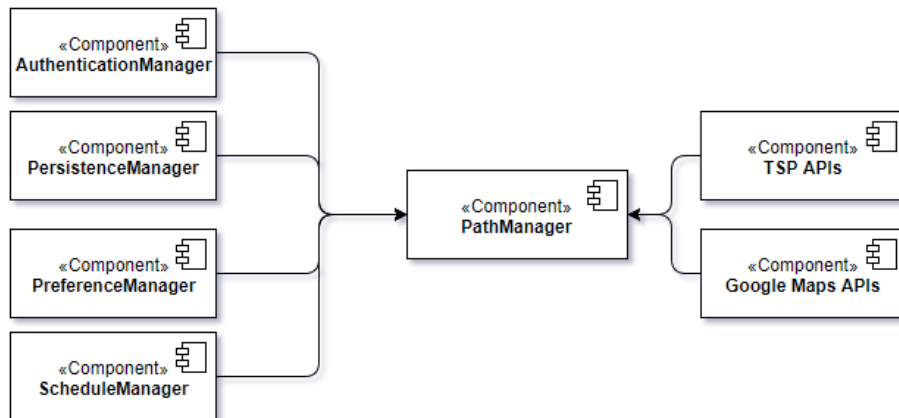 «Component»
AuthenticationManager
«Component»
PersistenceManager
«Component»
PreferenceManager
«Component»
ScheduleManager
«Component»
PathManager
«Component»
TSP APIs
«Component»
Google Maps APIs